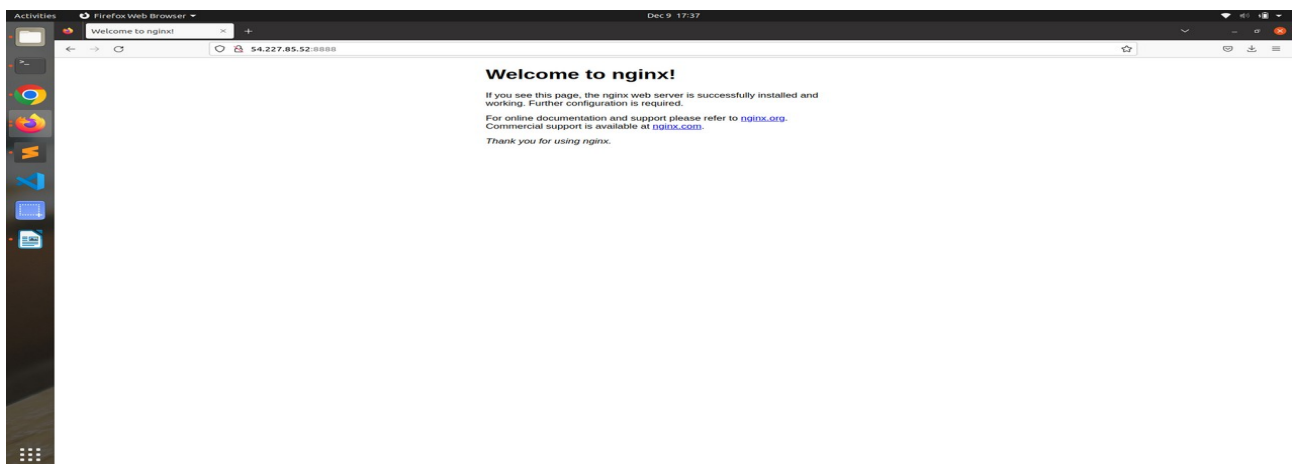 Activities Firefox Web Browser Dec 9 17:37
Welcome to nginx!
54.227.85.52:8888
Welcome to nginx!
If you see this page, the nginx web server is successfully installed and
working. Further configuration is required.
For online documentation and support please refer to nginx.org.
Commercial support is available at nginx.com.
Thank you for using nginx.